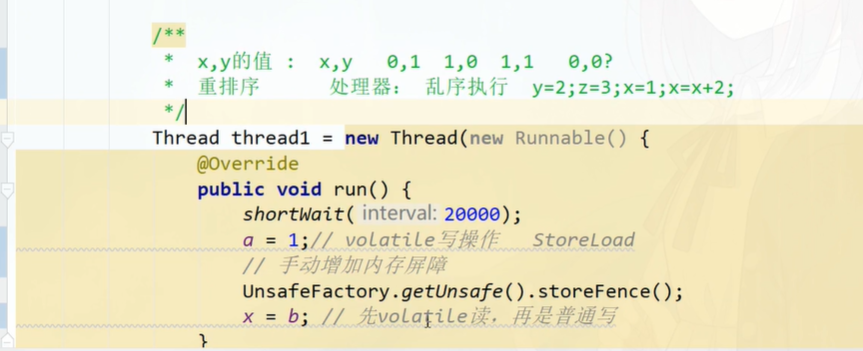 /**
* x,y的值 : x,y 0,1 1,0 1,1 0,0?
* 重排序 处理器: 乱序执行 y=2;z=3;x=1;x=x+2;
*/
Thread thread1 = new Thread(new Runnable() {
@Override
public void run() {
shortWait( interval: 20000);
a = 1;// volatile写操作 StoreLoad
// 手动增加内存屏障
UnsafeFactory.getUnsafe().storeFence();
x = b; // 先volatile读，再是普通写
}